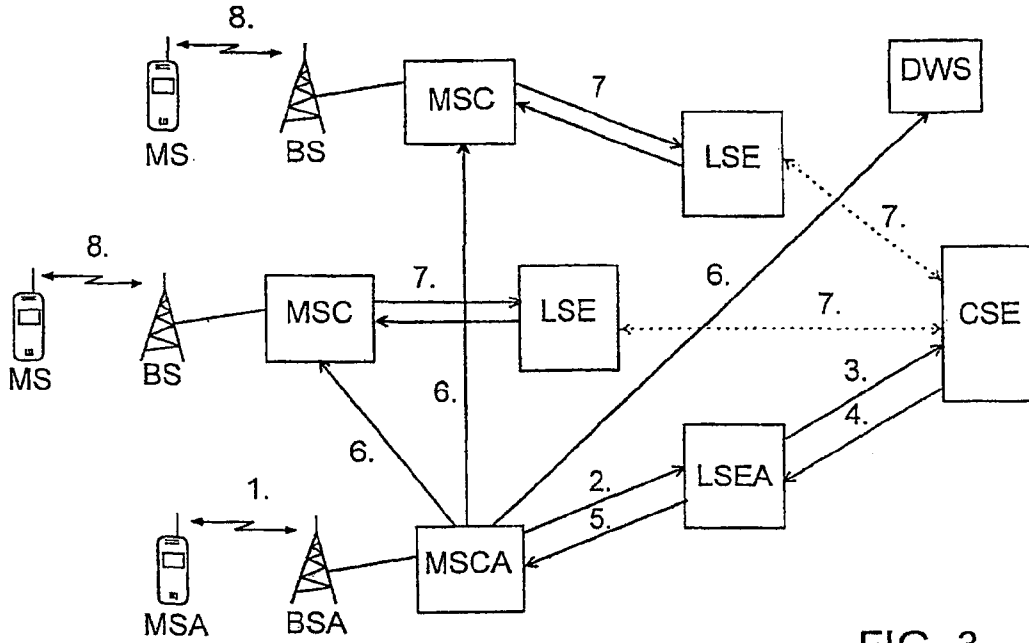 8.
MS
BS
MSC
7
LSE
DWS
7.
6.
8.
MS
BS
MSC
7.
LSE
7.
CSE
6.
6.
3.
4.
1.
MSA
BSA
MSCA
2.
5.
LSEA
FIG. 3